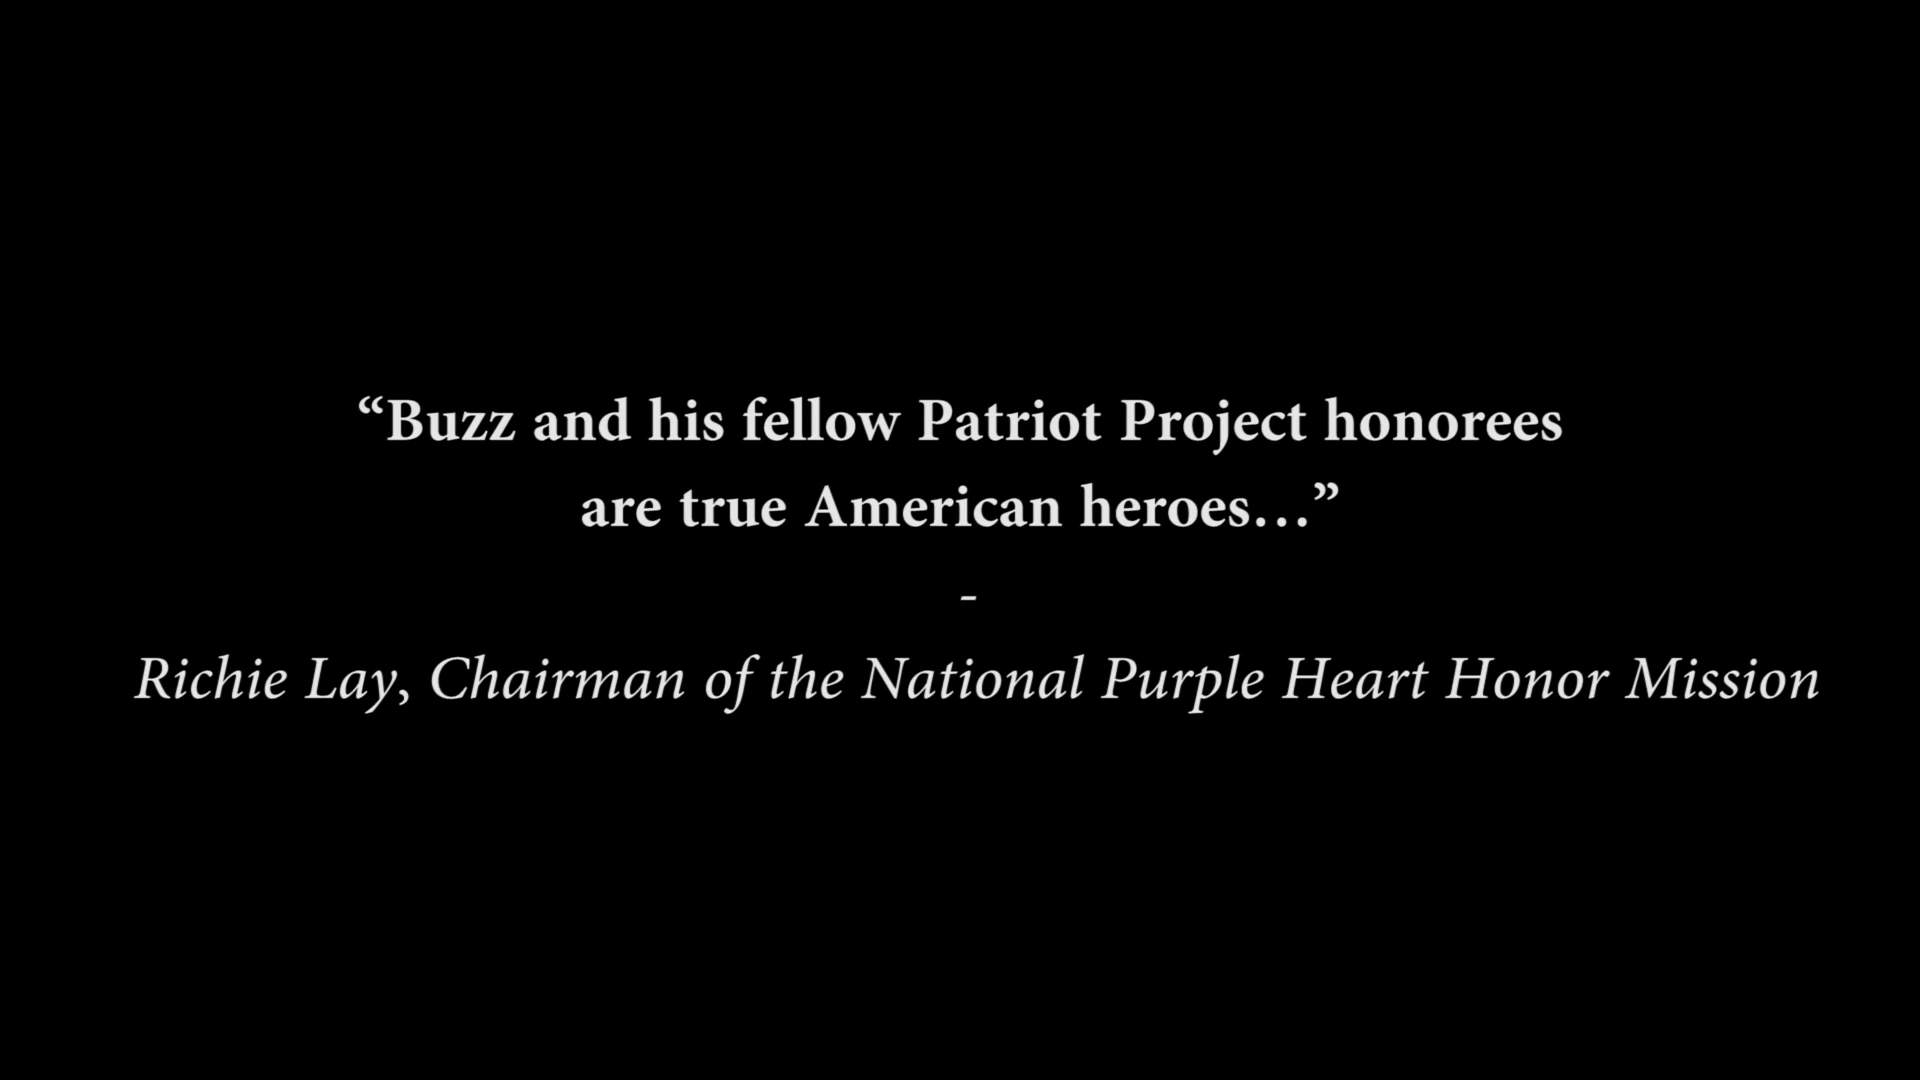 “Buzz and his fellow Patriot Project honorees
are true American heroes…”
-
Richie Lay, Chairman of the National Purple Heart Honor Mission